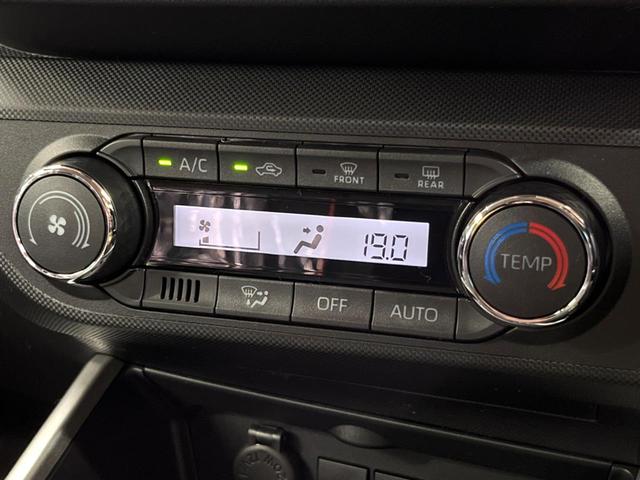 A/C
FRONT
REAR
19.0
TEMP
OFF
AUTO